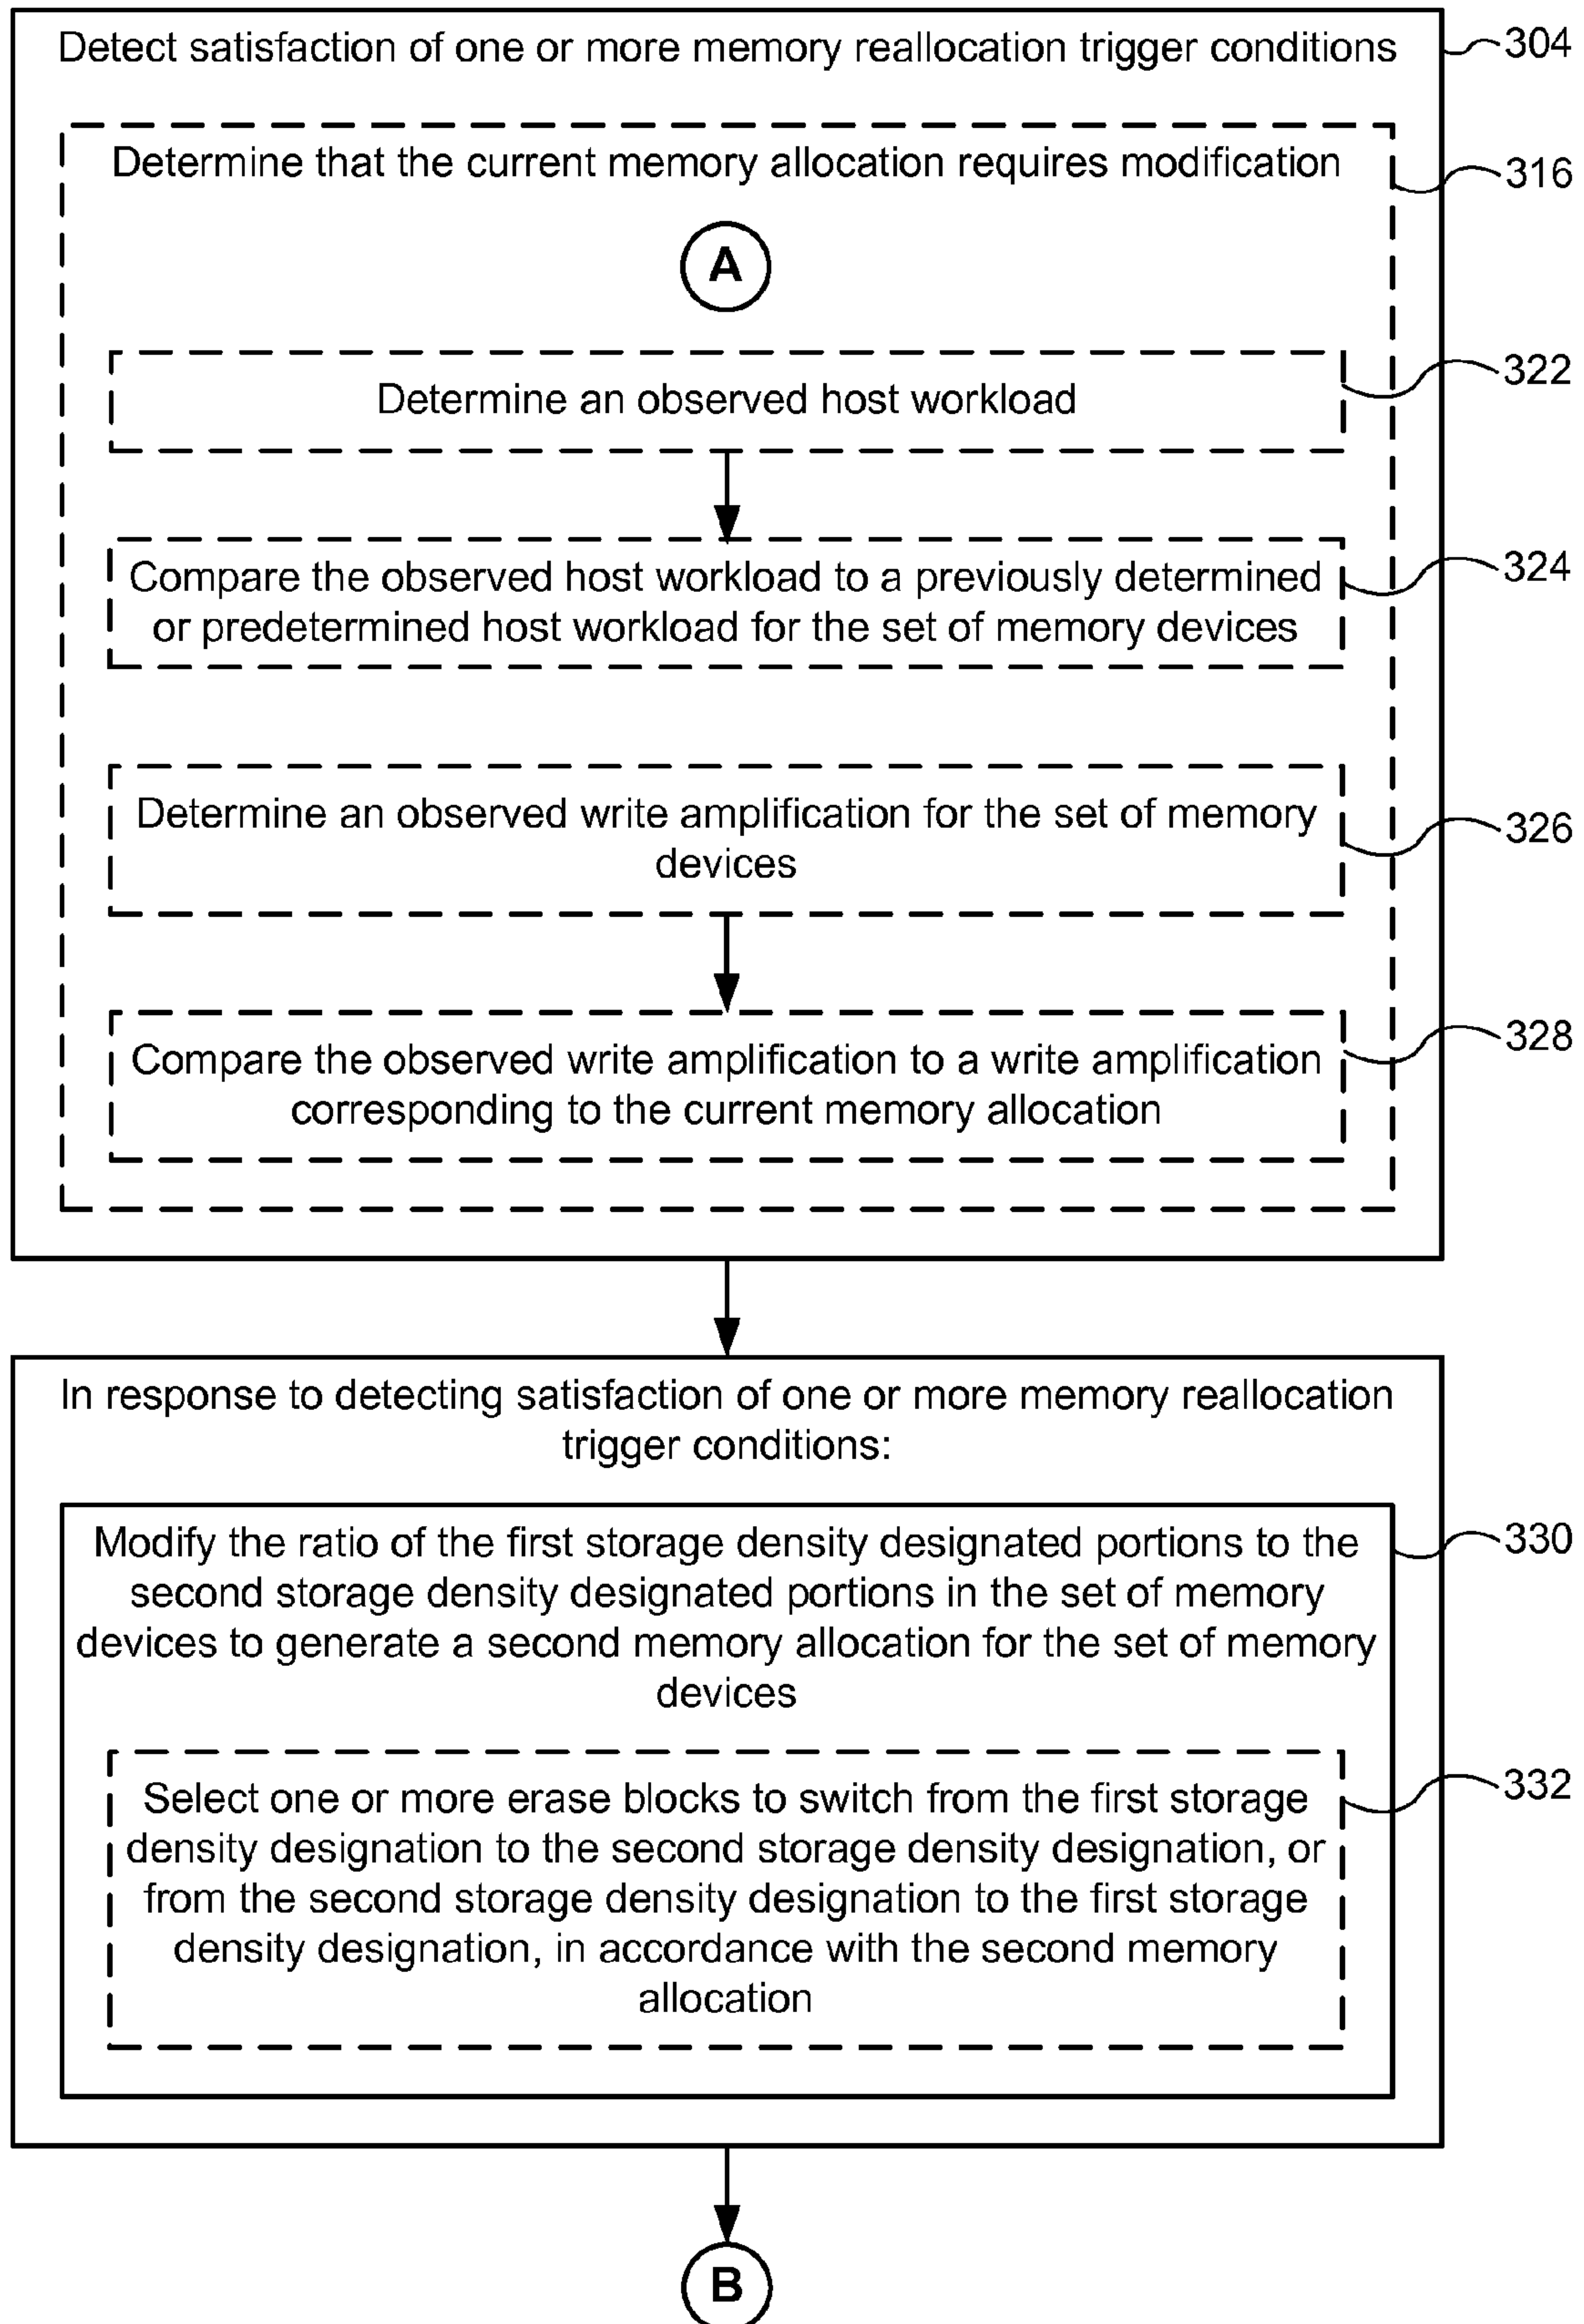 Detect satisfaction of one or more memory reallocation trigger conditions
304
Determine that the current memory allocation requires modification
316
A
Determine an observed host workload
322
Compare the observed host workload to a previously determined
or predetermined host workload for the set of memory devices
324
Determine an observed write amplification for the set of memory
devices
326
Compare the observed write amplification to a write amplification
corresponding to the current memory allocation
328
In response to detecting satisfaction of one or more memory reallocation
trigger conditions:
Modify the ratio of the first storage density designated portions to the
second storage density designated portions in the set of memory
devices to generate a second memory allocation for the set of memory
devices
330
Select one or more erase blocks to switch from the first storage
density designation to the second storage density designation, or
from the second storage density designation to the first storage
density designation, in accordance with the second memory
allocation
332
B